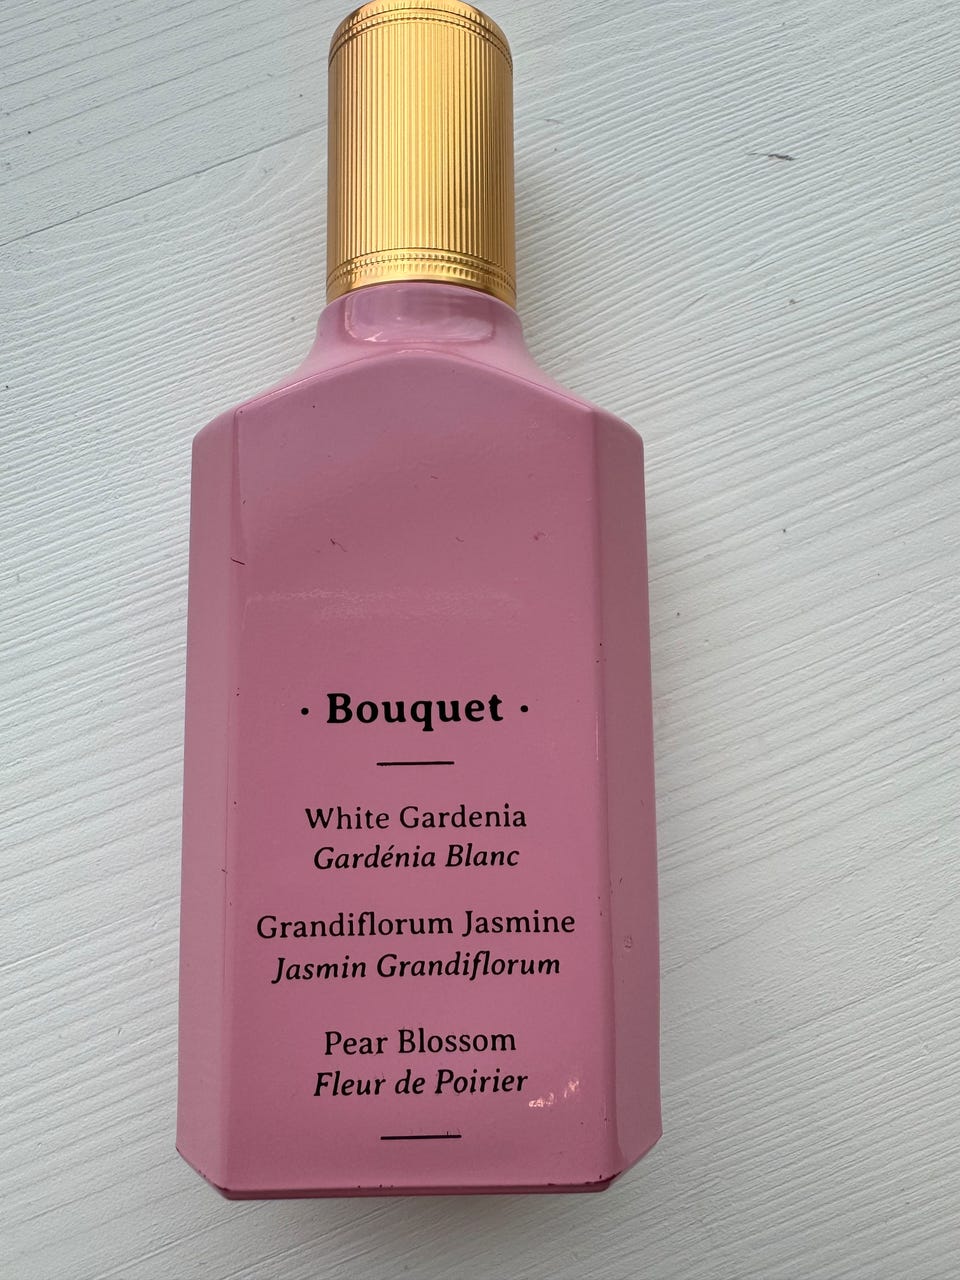 · Bouquet ·
White Gardenia
Gardénia Blanc
Grandiflorum Jasmine
Jasmin Grandiflorum
Pear Blossom
Fleur de Poirier